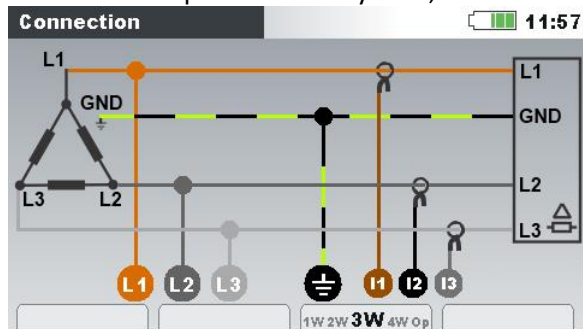 Connection 11:57
L1
L1
GND
GND
L3 L2
L2
L3
L1 L2 L3 I1 I2 I3
1W 2W 3W 4W Op